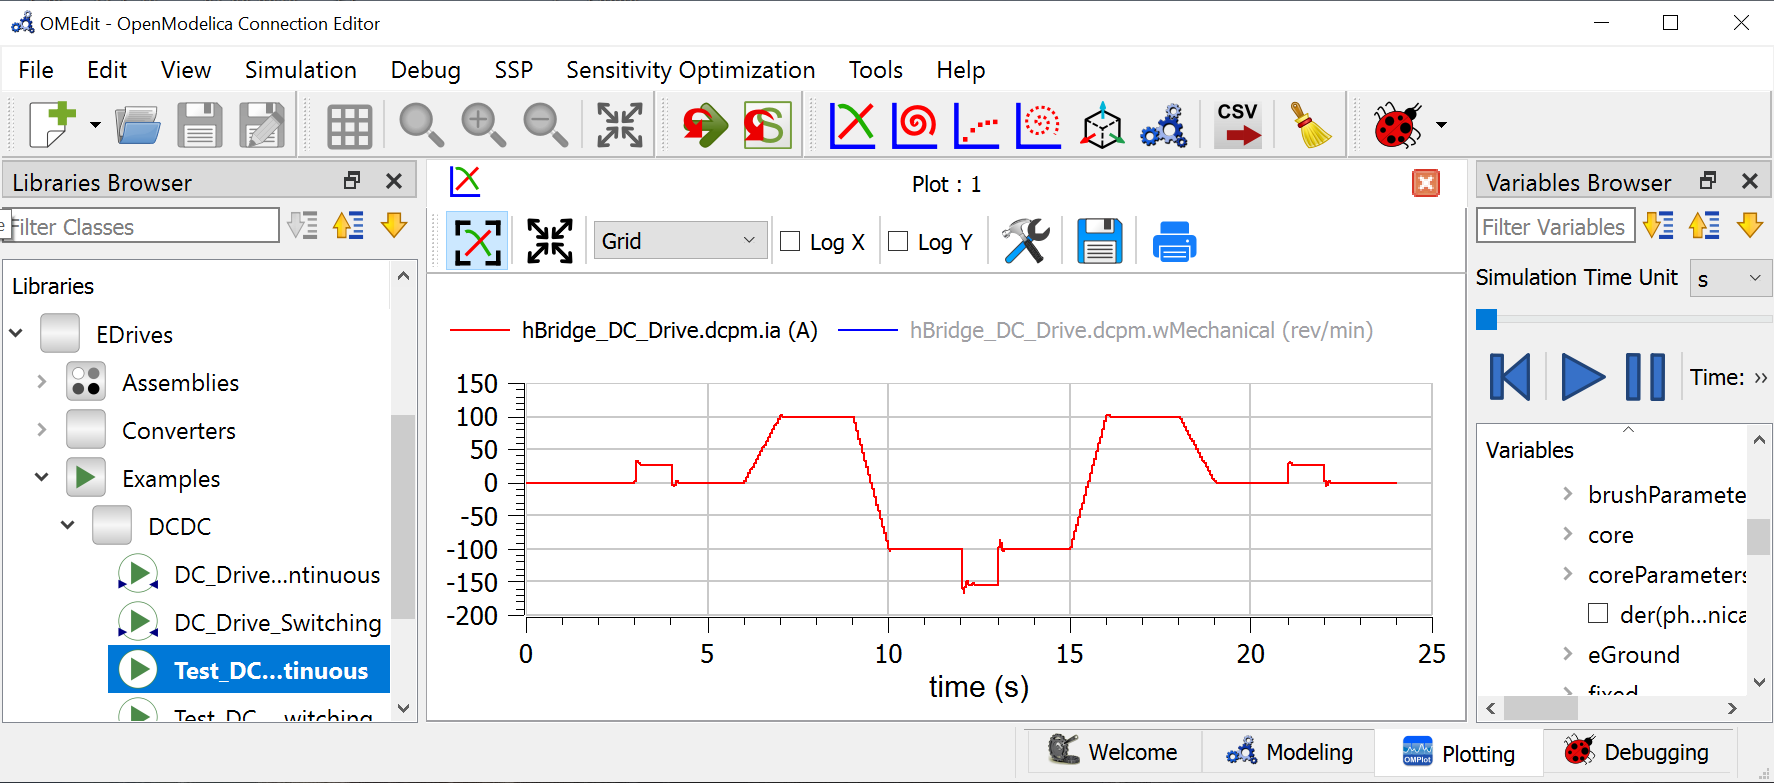 OMEdit - OpenModelica Connection Editor
File Edit View Simulation Debug SSP Sensitivity Optimization Tools Help
CSV
Libraries Browser
Filter Classes
Libraries
EDrives
Assemblies
Converters
Examples
DCDC
DC_Drive...ntinuous
DC_Drive_Switching
Test_DC...tinuous
Test_DC...witching
Plot : 1
Grid
Log X
Log Y
hBridge_DC_Drive.dcpm.ia (A)
hBridge_DC_Drive.dcpm.wMechanical (rev/min)
150
100
50
0
-50
-100
-150
-200
0 5 10 15 20 25
time (s)
Variables Browser
Filter Variables
Simulation Time Unit
s
Time: »
Variables
brushParamete
core
coreParameters
der(ph...nica
eGround
fixed
Welcome
Modeling
OMPlot
Plotting
Debugging